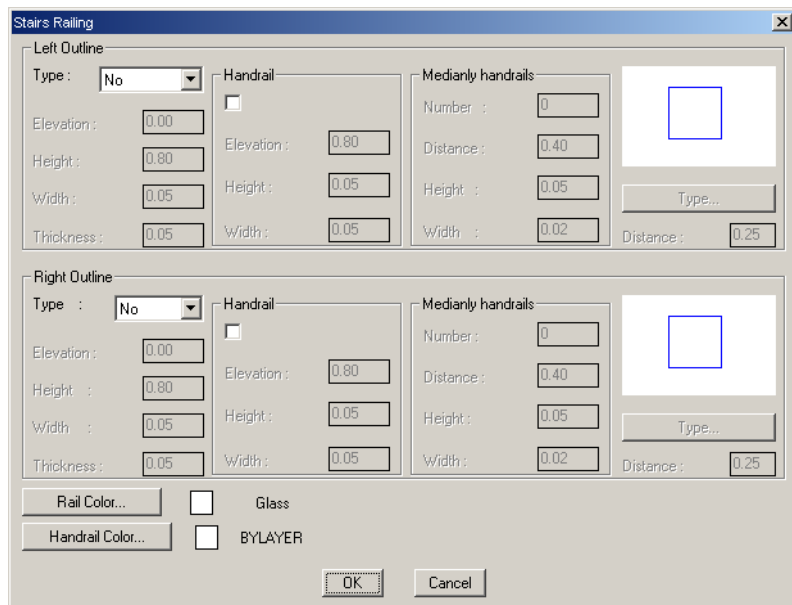 Stairs Railing
Left Outline
Type : No
Elevation : 0.00
Height : 0.80
Width : 0.05
Thickness : 0.05
Handrail
Elevation : 0.80
Height : 0.05
Width : 0.05
Medianly handrails
Number : 0
Distance : 0.40
Height : 0.05
Width : 0.02
Type...
Distance : 0.25
Right Outline
Type : No
Elevation : 0.00
Height : 0.80
Width : 0.05
Thickness : 0.05
Handrail
Elevation : 0.80
Height : 0.05
Width : 0.05
Medianly handrails
Number : 0
Distance : 0.40
Height : 0.05
Width : 0.02
Type...
Distance : 0.25
Rail Color... Glass
Handrail Color... BYLAYER
OK Cancel